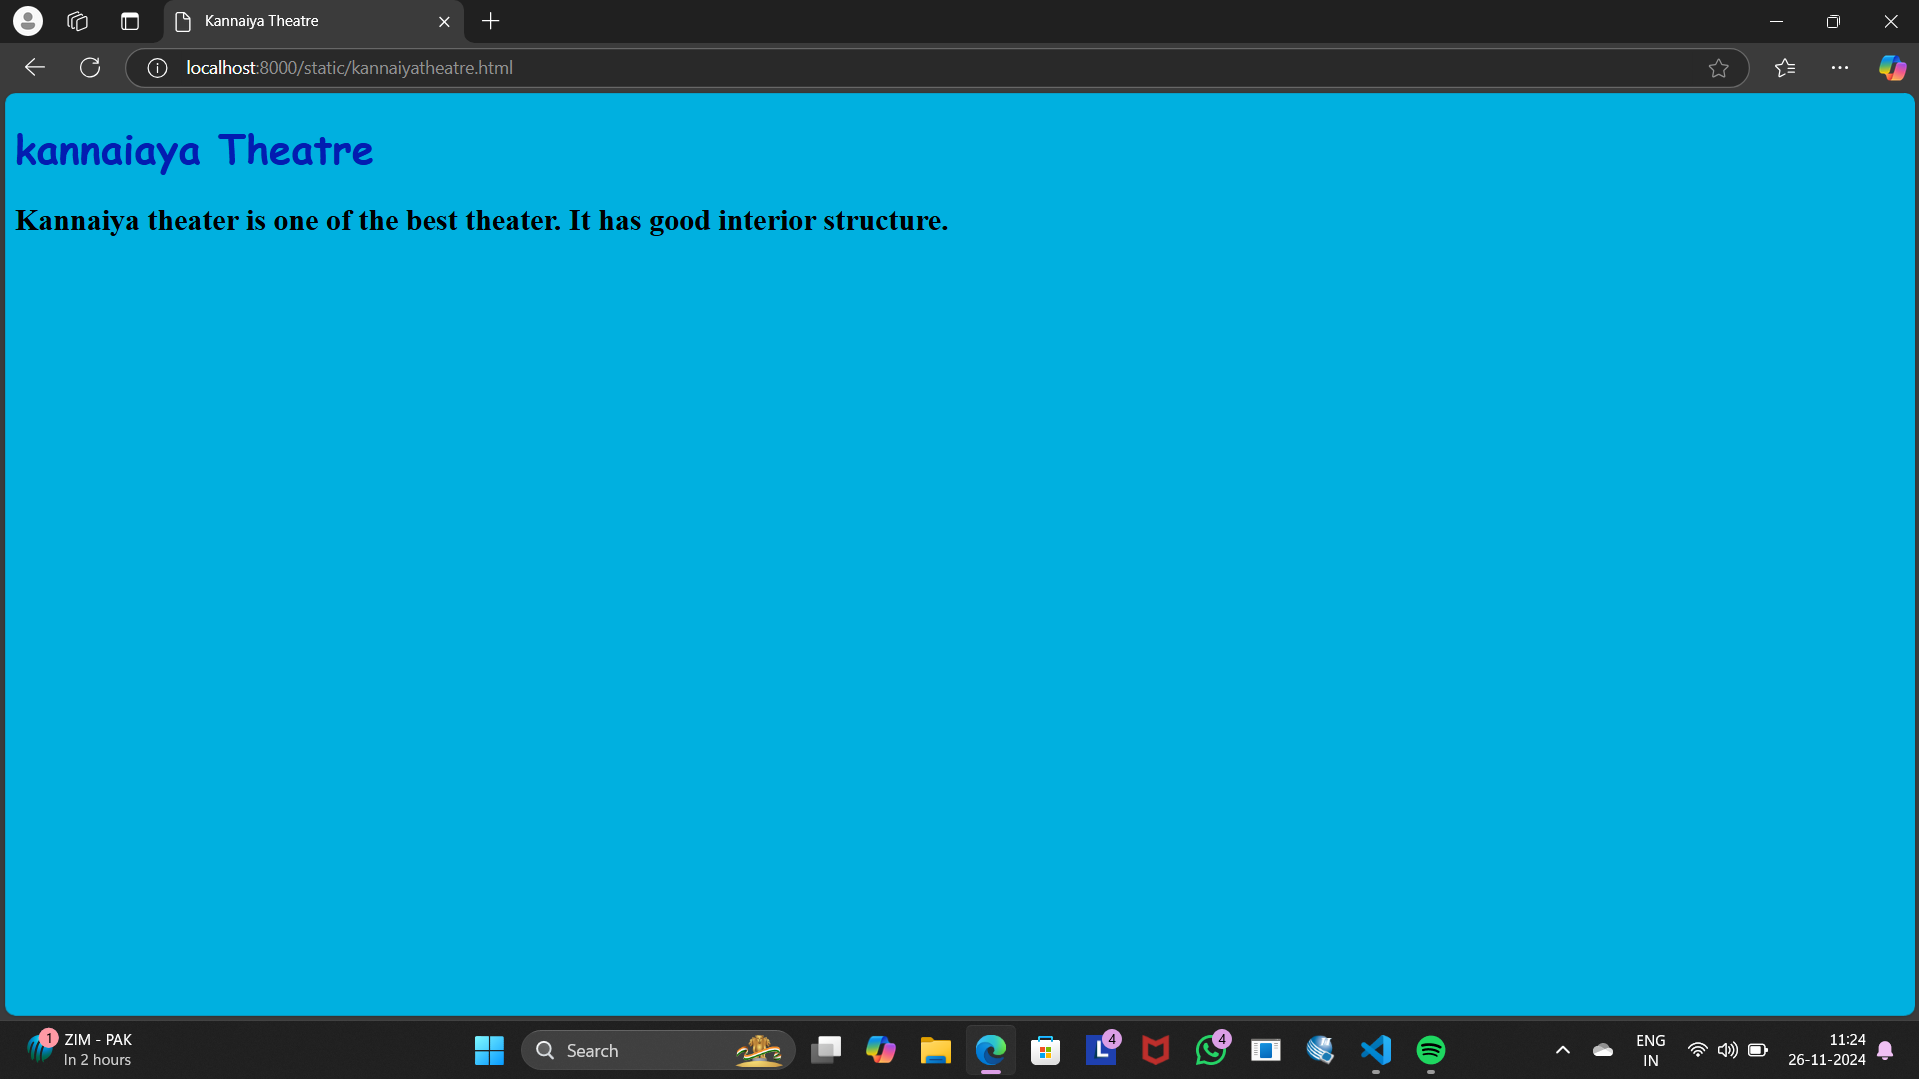 Kannaiya Theatre
localhost:8000/static/kannaiyatheatre.html
kannaiaya Theatre
Kannaiya theater is one of the best theater. It has good interior structure.
1
ZIM - PAK
In 2 hours
Search
L
4
4
ENG
IN
11:24
26-11-2024